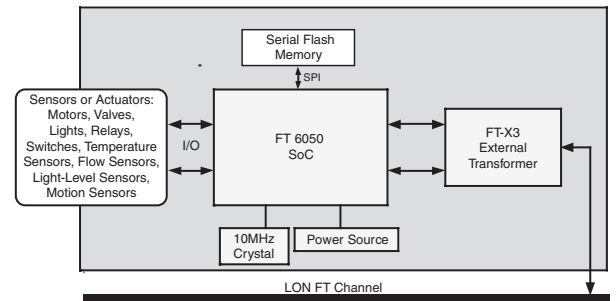 Serial Flash
Memory
SPI
Sensors or Actuators:
Motors, Valves,
Lights, Relays,
Switches, Temperature
Sensors, Flow Sensors,
Light-Level Sensors,
Motion Sensors
I/O
FT 6050
SoC
FT-X3
External
Transformer
10MHz
Crystal
Power Source
LON FT Channel